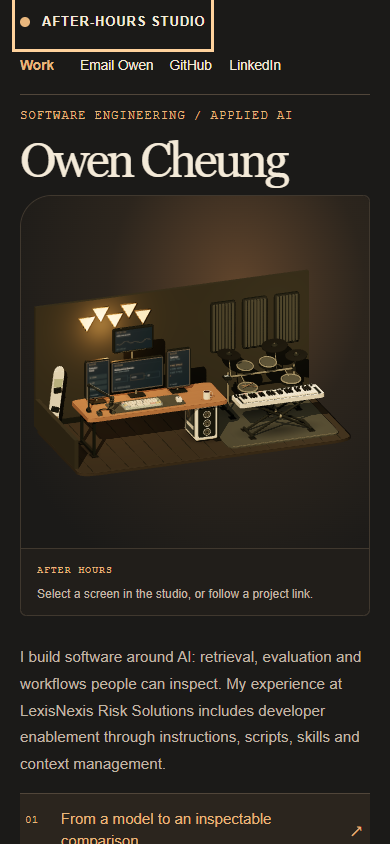 AFTER-HOURS STUDIO
Work Email Owen GitHub LinkedIn
SOFTWARE ENGINEERING / APPLIED AI
Owen Cheung
AFTER HOURS
Select a screen in the studio, or follow a project link.
I build software around AI: retrieval, evaluation and
workflows people can inspect. My experience at
LexisNexis Risk Solutions includes developer
enablement through instructions, scripts, skills and
context management.
01 From a model to an inspectable ↗
comparison